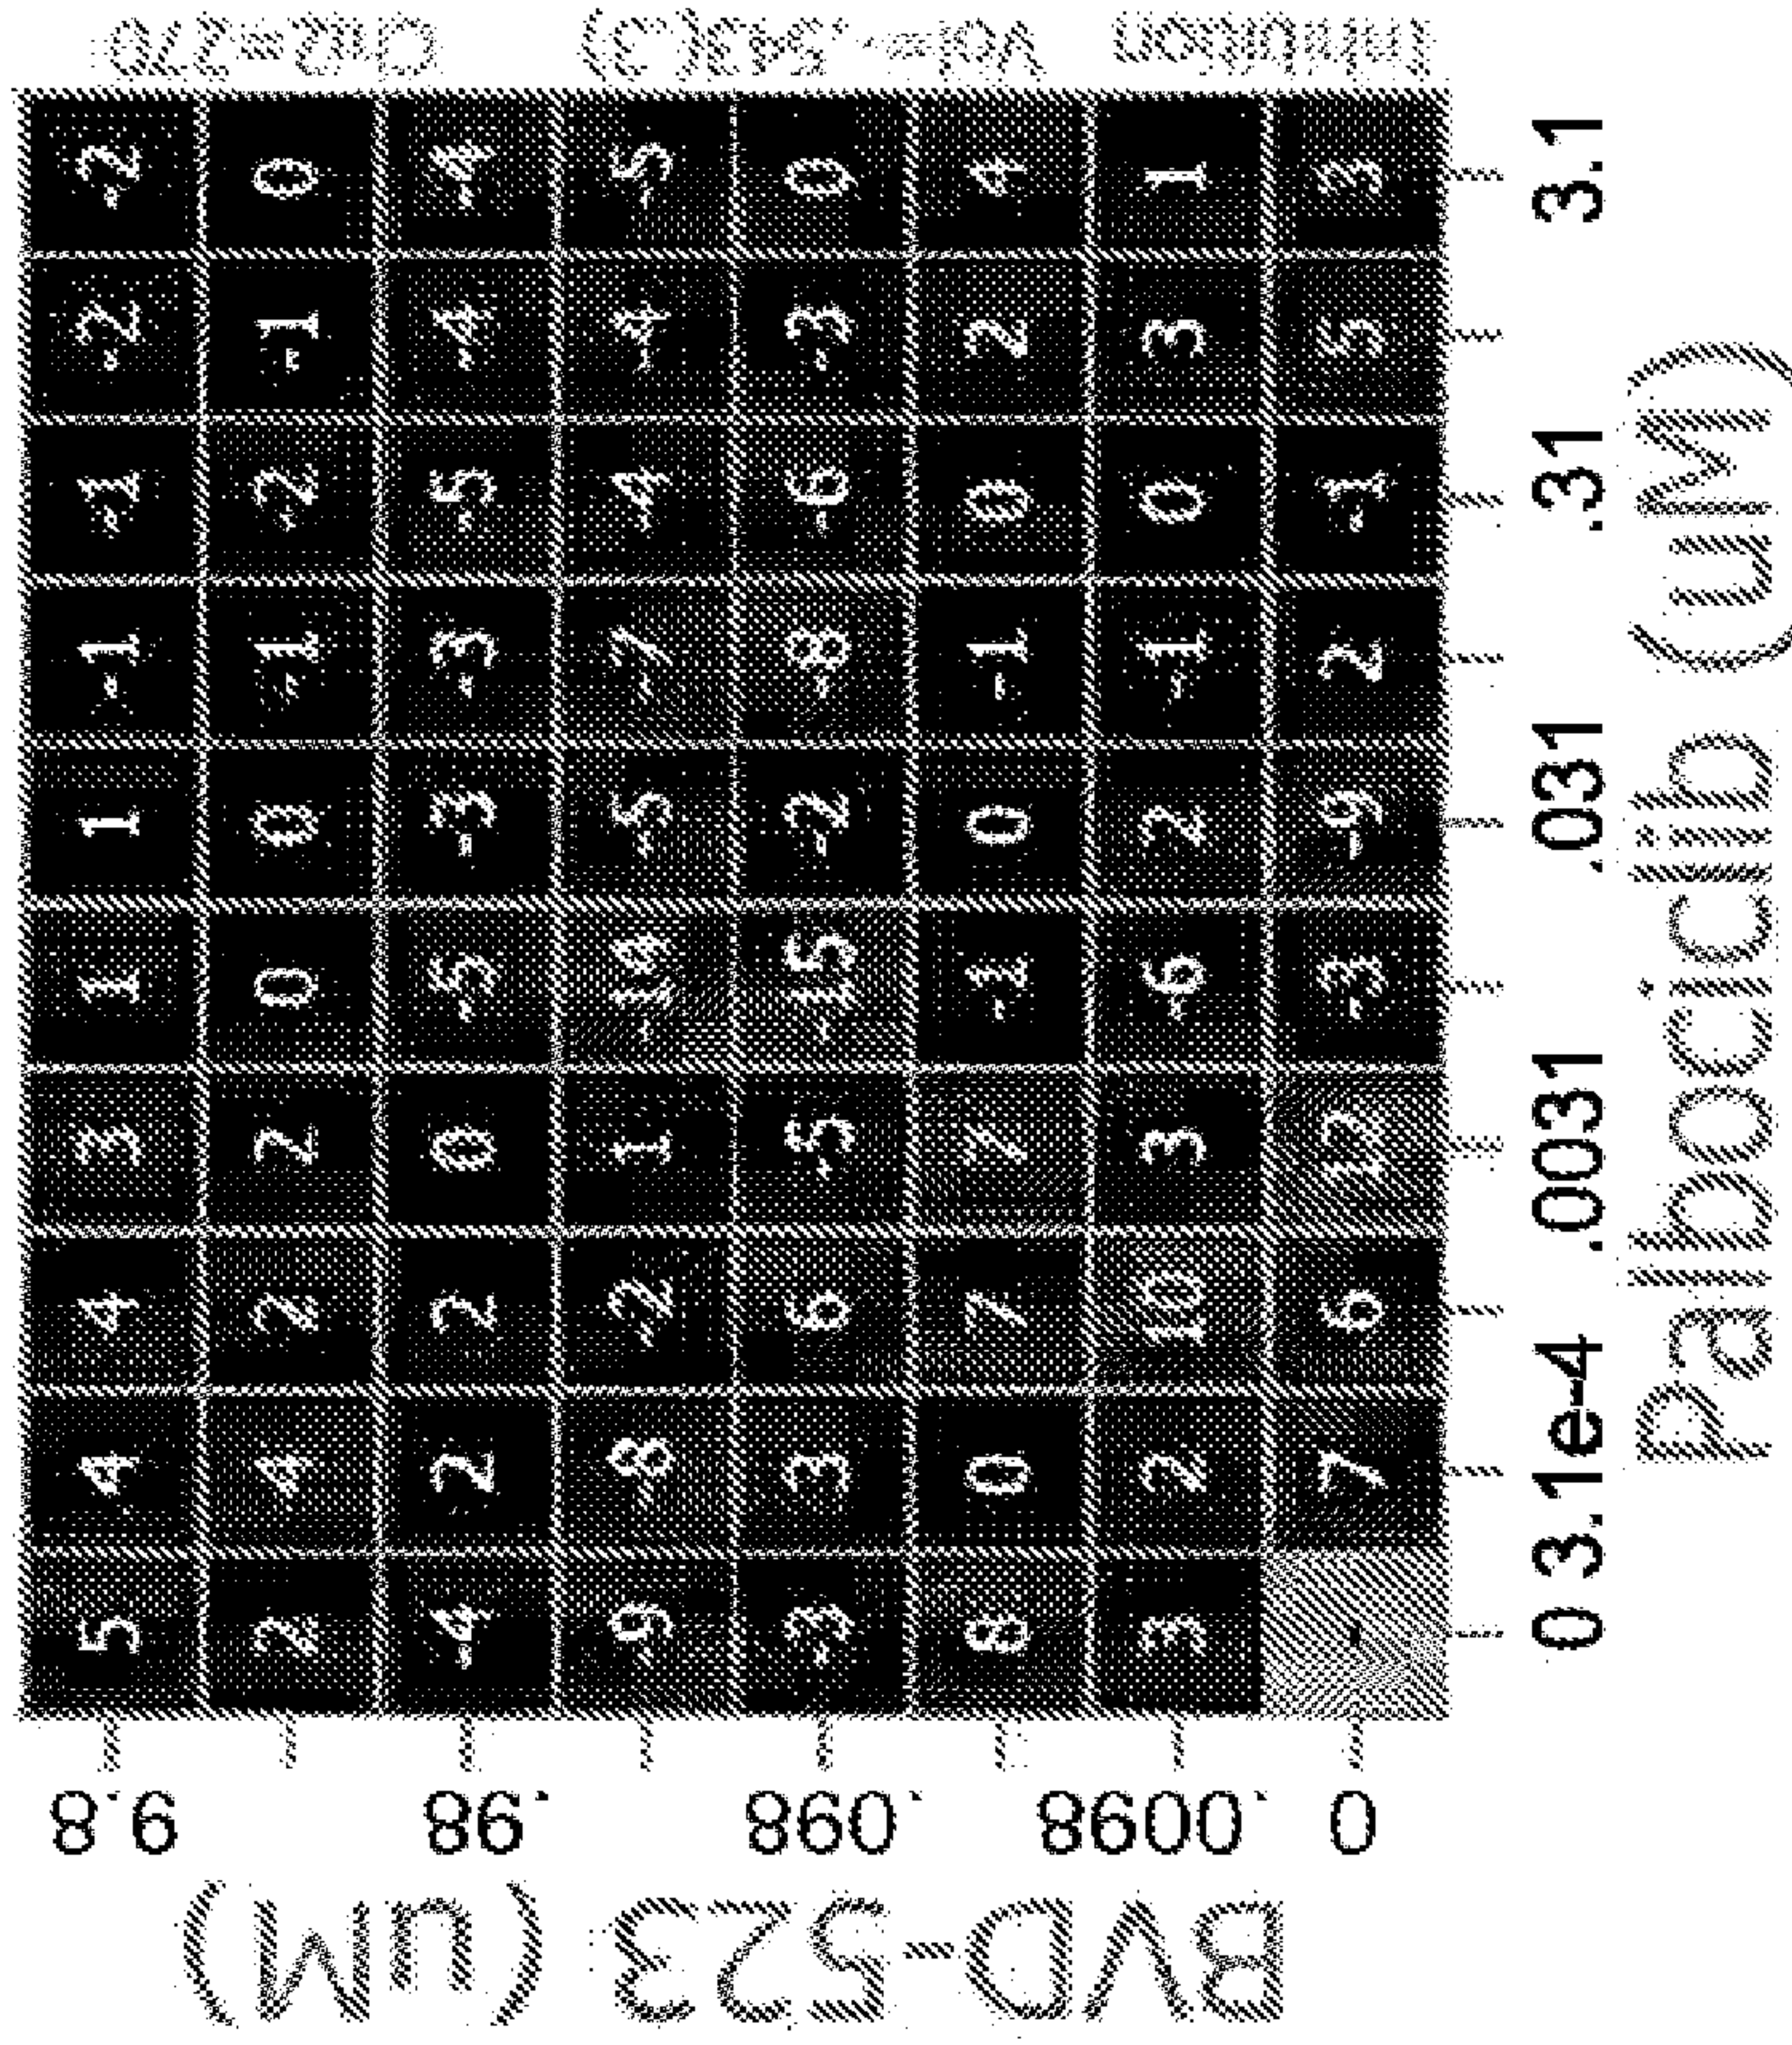 BVD-523 (uM)
9.8 5 4 4 3 1 1 -1 -1 -2 -2
2 4 2 2 0 0 -1 -2 -1 0
.98 -4 2 2 0 -5 -3 -3 -5 -4 -4
-9 -8 -2 1 -14 -5 -7 -4 -4 -5
.098 -3 3 6 -5 -15 -2 -8 -6 -3 0
8 0 7 7 -1 0 -1 0 2 4
.0098 3 2 10 3 -6 2 -1 0 3 1
0 - 7 6 12 -3 -9 2 -1 5 3
0 3.1e-4 .0031 .031 .31 3.1
Palbociclib (uM)
Inhibition
Chi2=270